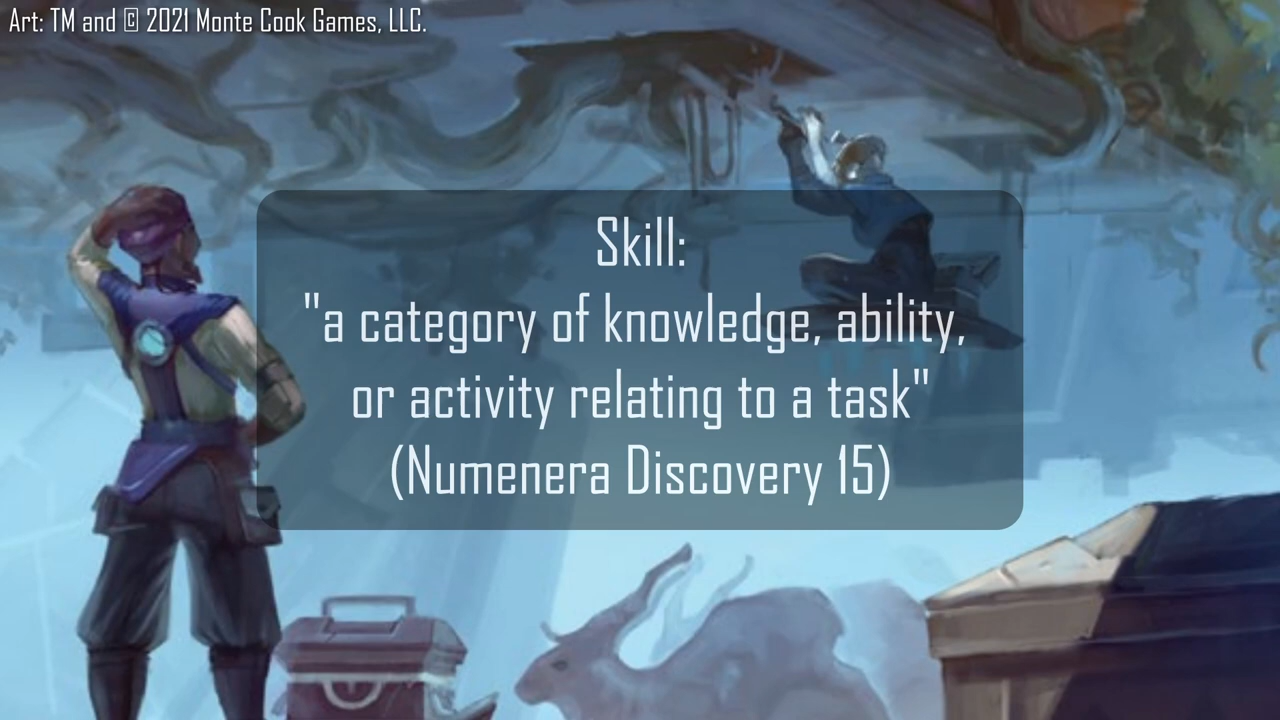 Art: TM and © 2021 Monte Cook Games, LLC.
Skill:
"a category of knowledge, ability,
or activity relating to a task"
(Numenera Discovery 15)